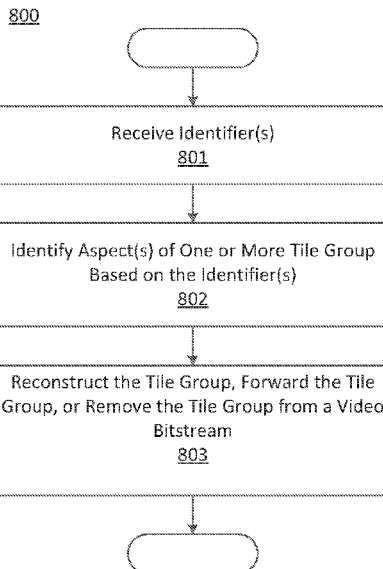 800
Receive Identifier(s)
801
Identify Aspect(s) of One or More Tile Group
Based on the Identifier(s)
802
Reconstruct the Tile Group, Forward the Tile
Group, or Remove the Tile Group from a Video
Bitstream
803